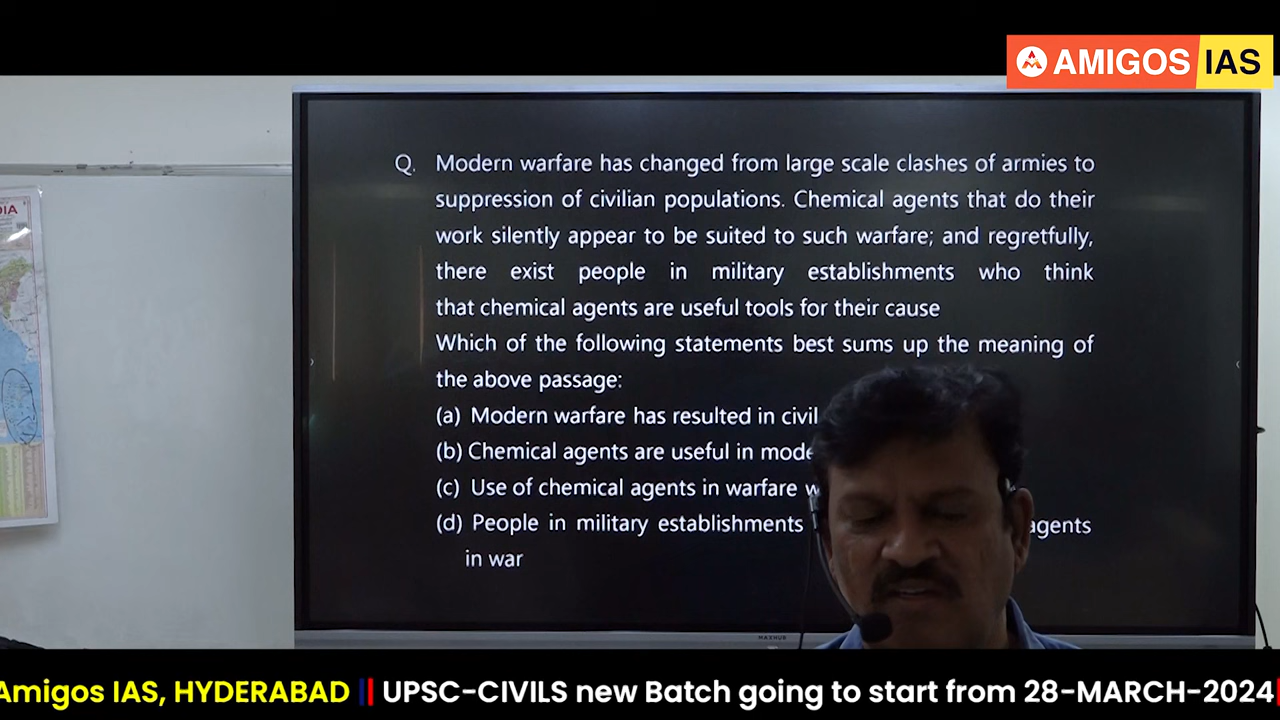 AMIGOS IAS
Q. Modern warfare has changed from large scale clashes of armies to
suppression of civilian populations. Chemical agents that do their
work silently appear to be suited to such warfare; and regretfully,
there exist people in military establishments who think
that chemical agents are useful tools for their cause
Which of the following statements best sums up the meaning of
the above passage:
(a) Modern warfare has resulted in civil
(b) Chemical agents are useful in mode
(c) Use of chemical agents in warfare w
(d) People in military establishments agents
in war
MAXHUB
Amigos IAS, HYDERABAD || UPSC-CIVILS new Batch going to start from 28-MARCH-2024